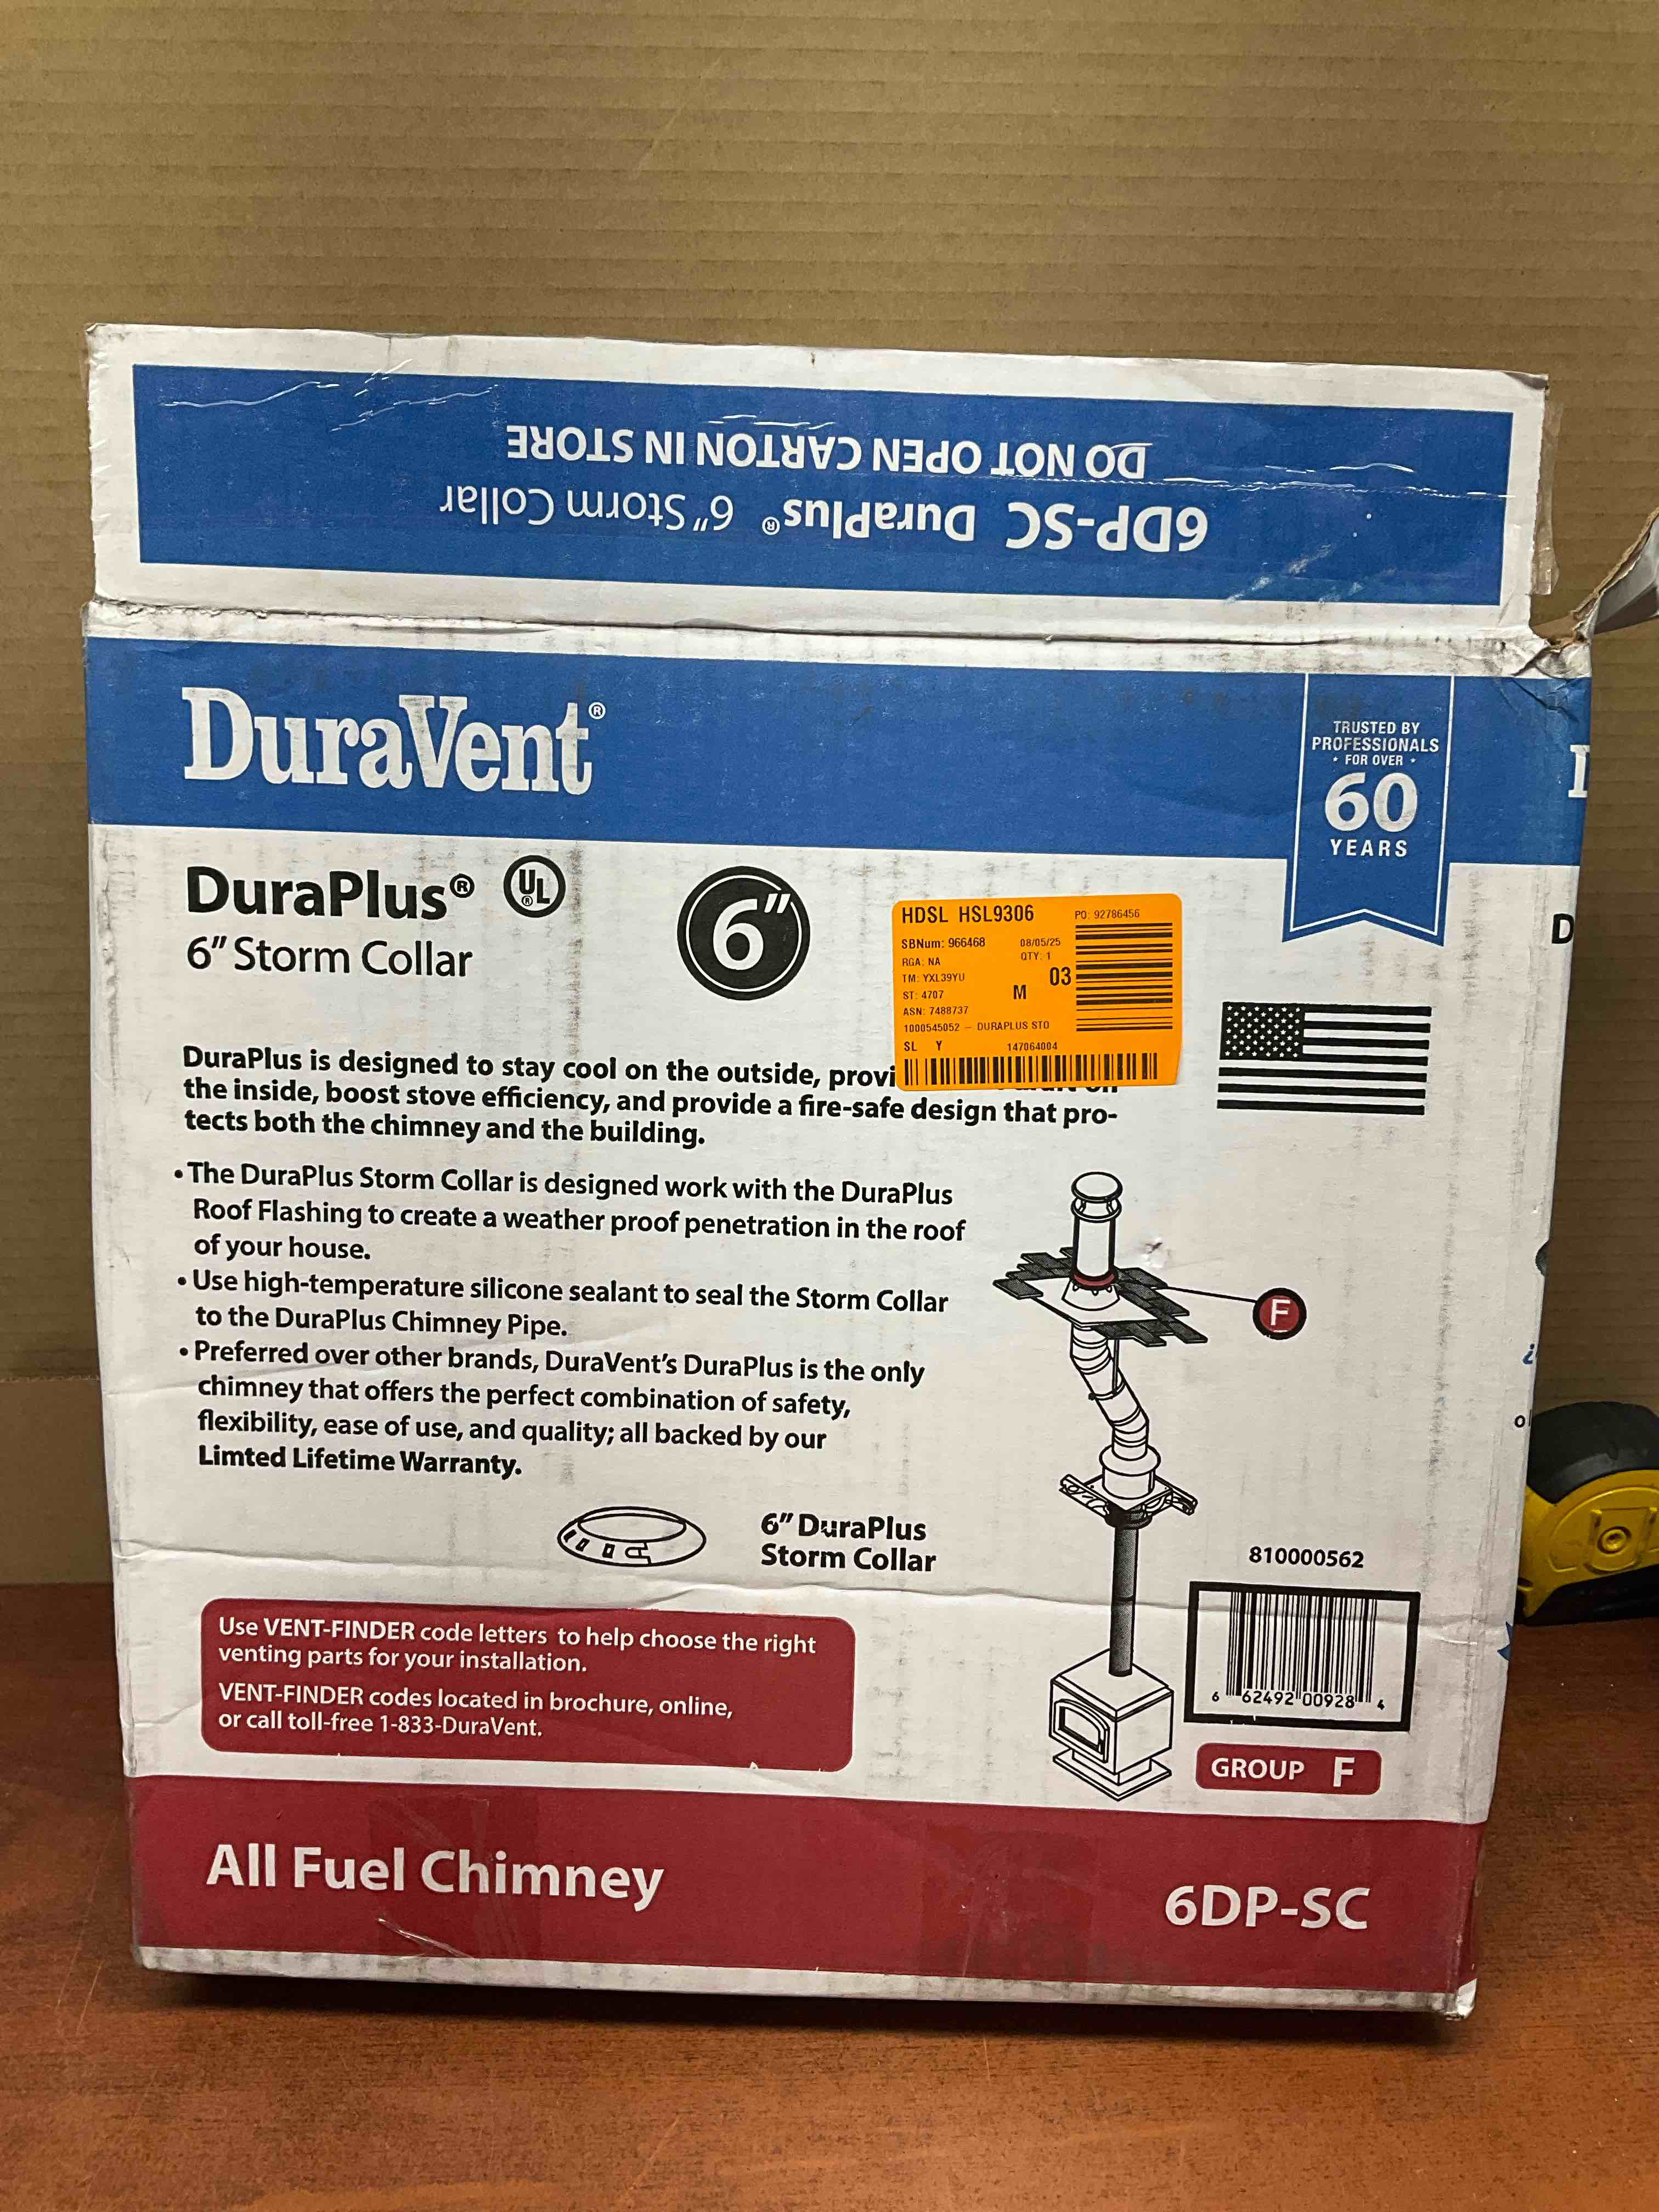 DO NOT OPEN CARTON IN STORE
6DP-SC DuraPlus® 6" Storm Collar
DuraVent®
TRUSTED BY
PROFESSIONALS
• FOR OVER •
60
YEARS
DuraPlus®
UL®
6" Storm Collar
6"
HDSL HSL9306
PO: 92786456
SBNum: 966468
08/05/25
RGA: NA
QTY: 1
TM: YXL39YU
03
ST: 4707
M
ASN: 7488737
1000545052 – DURAPLUS STO
SL Y
147064004
DuraPlus is designed to stay cool on the outside, provi
the inside, boost stove efficiency, and provide a fire-safe design that pro-
tects both the chimney and the building.
• The DuraPlus Storm Collar is designed work with the DuraPlus
Roof Flashing to create a weather proof penetration in the roof
of your house.
• Use high-temperature silicone sealant to seal the Storm Collar
to the DuraPlus Chimney Pipe.
• Preferred over other brands, DuraVent's DuraPlus is the only
chimney that offers the perfect combination of safety,
flexibility, ease of use, and quality; all backed by our
Limted Lifetime Warranty.
F
6" DuraPlus
Storm Collar
810000562
6 62492 00928 4
Use VENT-FINDER code letters to help choose the right
venting parts for your installation.
VENT-FINDER codes located in brochure, online,
or call toll-free 1-833-DuraVent.
GROUP F
All Fuel Chimney
6DP-SC